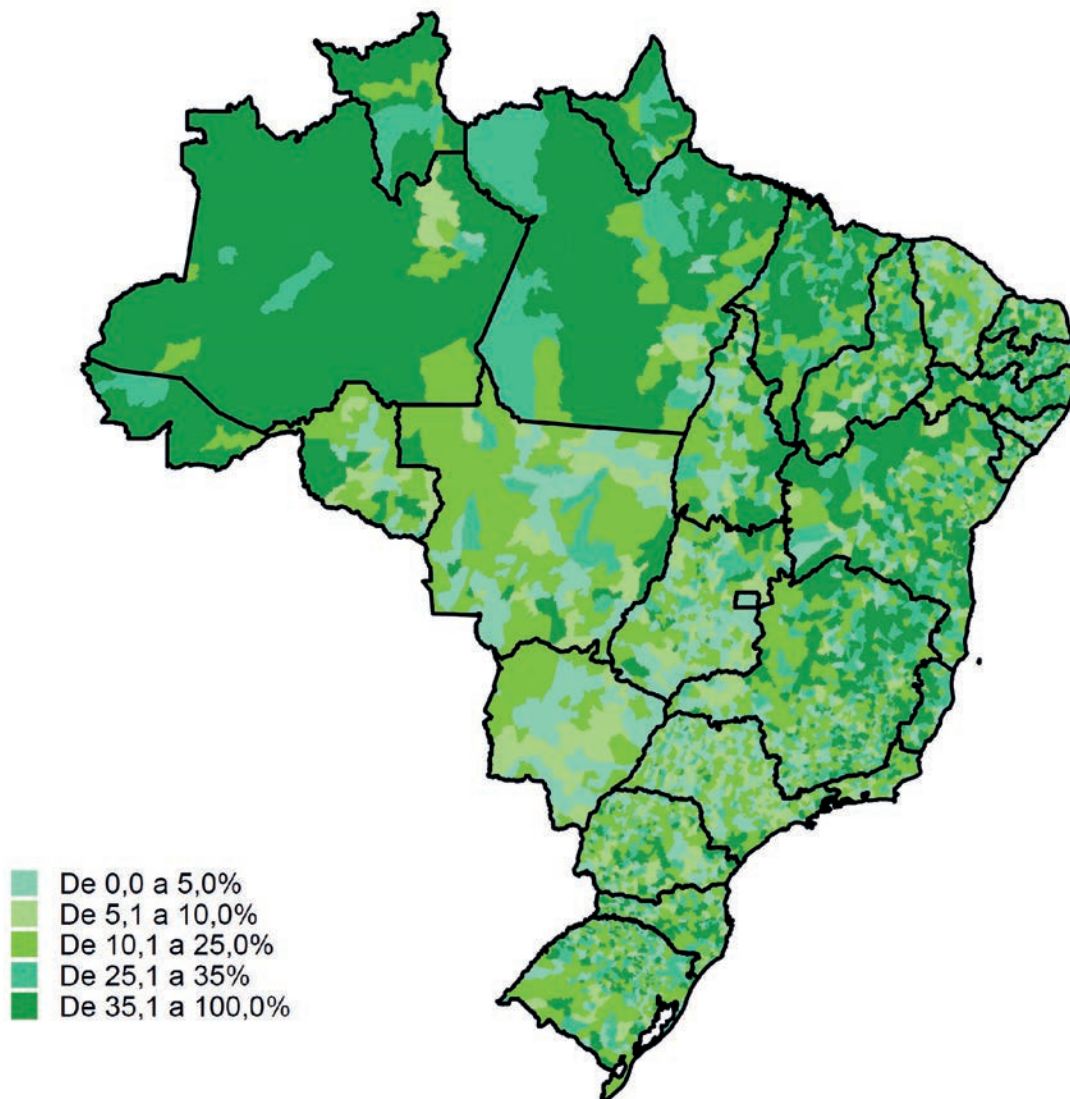 De 0,0 a 5,0%
De 5,1 a 10,0%
De 10,1 a 25,0%
De 25,1 a 35%
De 35,1 a 100,0%